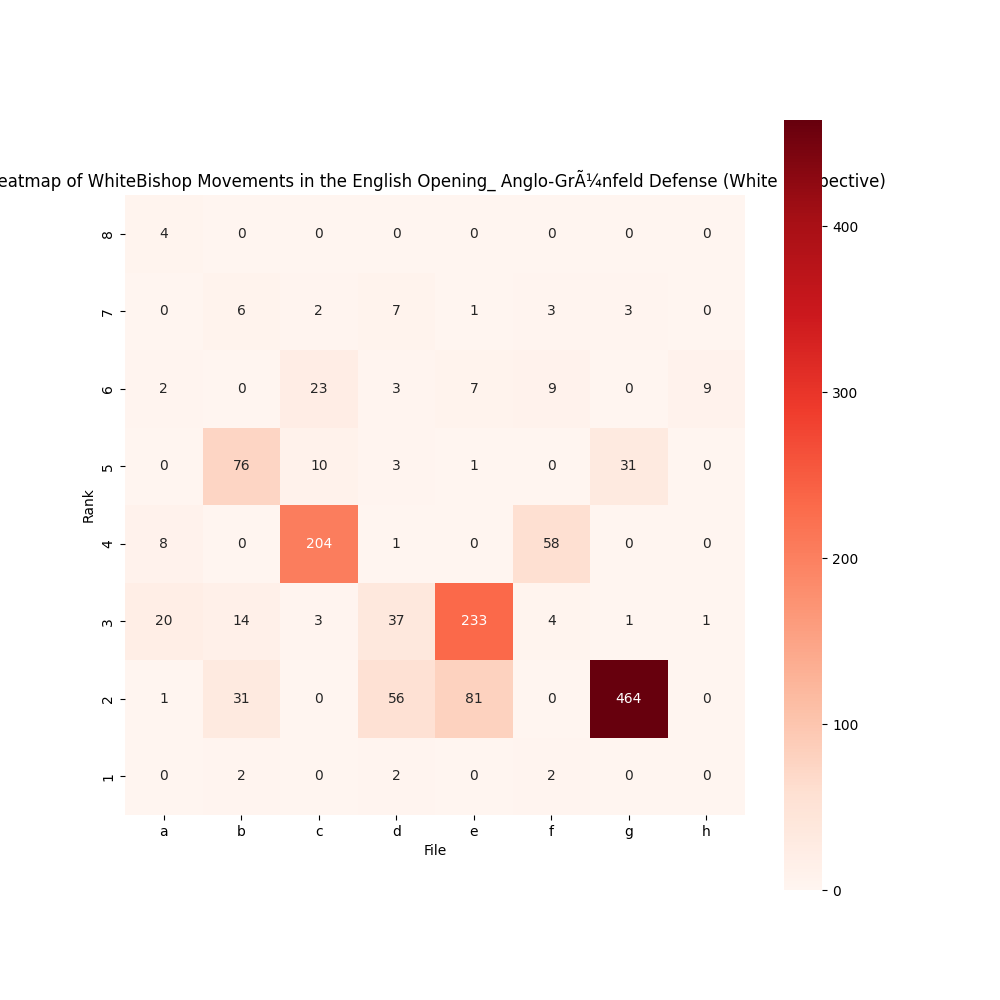 eatmap of WhiteBishop Movements in the English Opening_ Anglo-GrÃ¼nfeld Defense (White pective)
8 4 0 0 0 0 0 0 0
7 0 6 2 7 1 3 3 0
6 2 0 23 3 7 9 0 9
5 0 76 10 3 1 0 31 0
Rank
4 8 0 204 1 0 58 0 0
3 20 14 3 37 233 4 1 1
2 1 31 0 56 81 0 464 0
1 0 2 0 2 0 2 0 0
a b c d e f g h
File
400
300
200
100
0